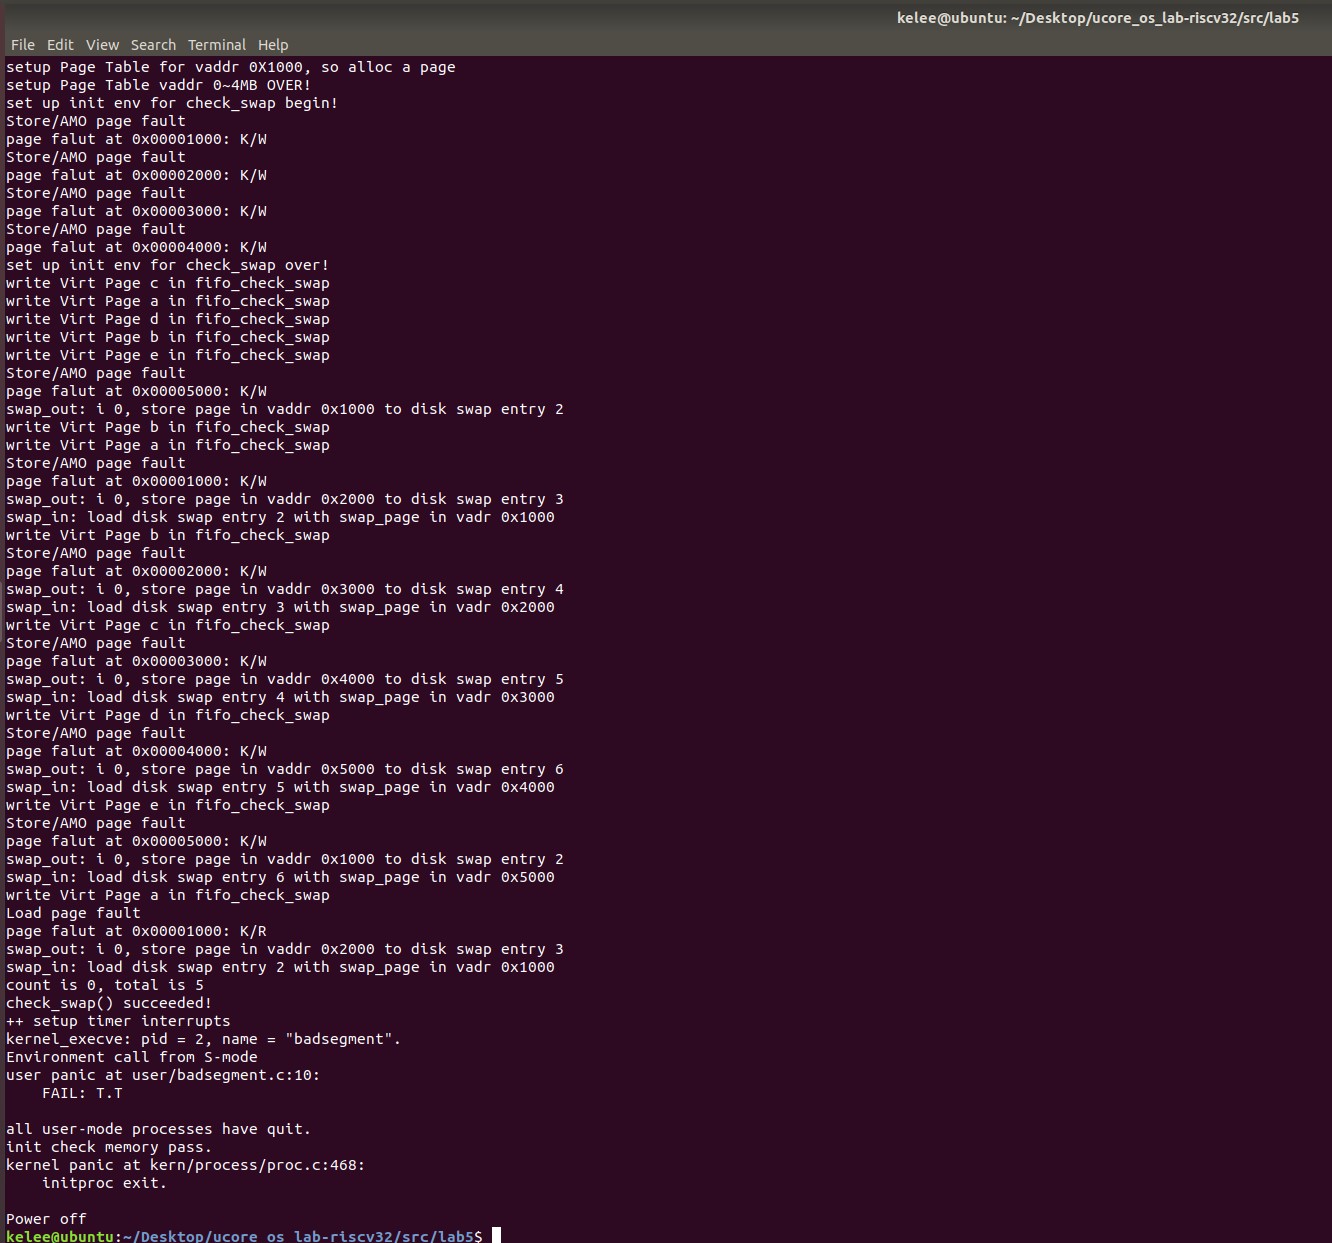 kelee@ubuntu: ~/Desktop/ucore_os_lab-riscv32/src/lab5
File Edit View Search Terminal Help
setup Page Table for vaddr 0X1000, so alloc a page
setup Page Table vaddr 0~4MB OVER!
set up init env for check_swap begin!
Store/AMO page fault
page falut at 0x00001000: K/W
Store/AMO page fault
page falut at 0x00002000: K/W
Store/AMO page fault
page falut at 0x00003000: K/W
Store/AMO page fault
page falut at 0x00004000: K/W
set up init env for check_swap over!
write Virt Page c in fifo_check_swap
write Virt Page a in fifo_check_swap
write Virt Page d in fifo_check_swap
write Virt Page b in fifo_check_swap
write Virt Page e in fifo_check_swap
Store/AMO page fault
page falut at 0x00005000: K/W
swap_out: i 0, store page in vaddr 0x1000 to disk swap entry 2
write Virt Page b in fifo_check_swap
write Virt Page a in fifo_check_swap
Store/AMO page fault
page falut at 0x00001000: K/W
swap_out: i 0, store page in vaddr 0x2000 to disk swap entry 3
swap_in: load disk swap entry 2 with swap_page in vadr 0x1000
write Virt Page b in fifo_check_swap
Store/AMO page fault
page falut at 0x00002000: K/W
swap_out: i 0, store page in vaddr 0x3000 to disk swap entry 4
swap_in: load disk swap entry 3 with swap_page in vadr 0x2000
write Virt Page c in fifo_check_swap
Store/AMO page fault
page falut at 0x00003000: K/W
swap_out: i 0, store page in vaddr 0x4000 to disk swap entry 5
swap_in: load disk swap entry 4 with swap_page in vadr 0x3000
write Virt Page d in fifo_check_swap
Store/AMO page fault
page falut at 0x00004000: K/W
swap_out: i 0, store page in vaddr 0x5000 to disk swap entry 6
swap_in: load disk swap entry 5 with swap_page in vadr 0x4000
write Virt Page e in fifo_check_swap
Store/AMO page fault
page falut at 0x00005000: K/W
swap_out: i 0, store page in vaddr 0x1000 to disk swap entry 2
swap_in: load disk swap entry 6 with swap_page in vadr 0x5000
write Virt Page a in fifo_check_swap
Load page fault
page falut at 0x00001000: K/R
swap_out: i 0, store page in vaddr 0x2000 to disk swap entry 3
swap_in: load disk swap entry 2 with swap_page in vadr 0x1000
count is 0, total is 5
check_swap() succeeded!
++ setup timer interrupts
kernel_execve: pid = 2, name = "badsegment".
Environment call from S-mode
user panic at user/badsegment.c:10:
    FAIL: T.T
all user-mode processes have quit.
init check memory pass.
kernel panic at kern/process/proc.c:468:
    initproc exit.
Power off
kelee@ubuntu:~/Desktop/ucore_os_lab-riscv32/src/lab5$